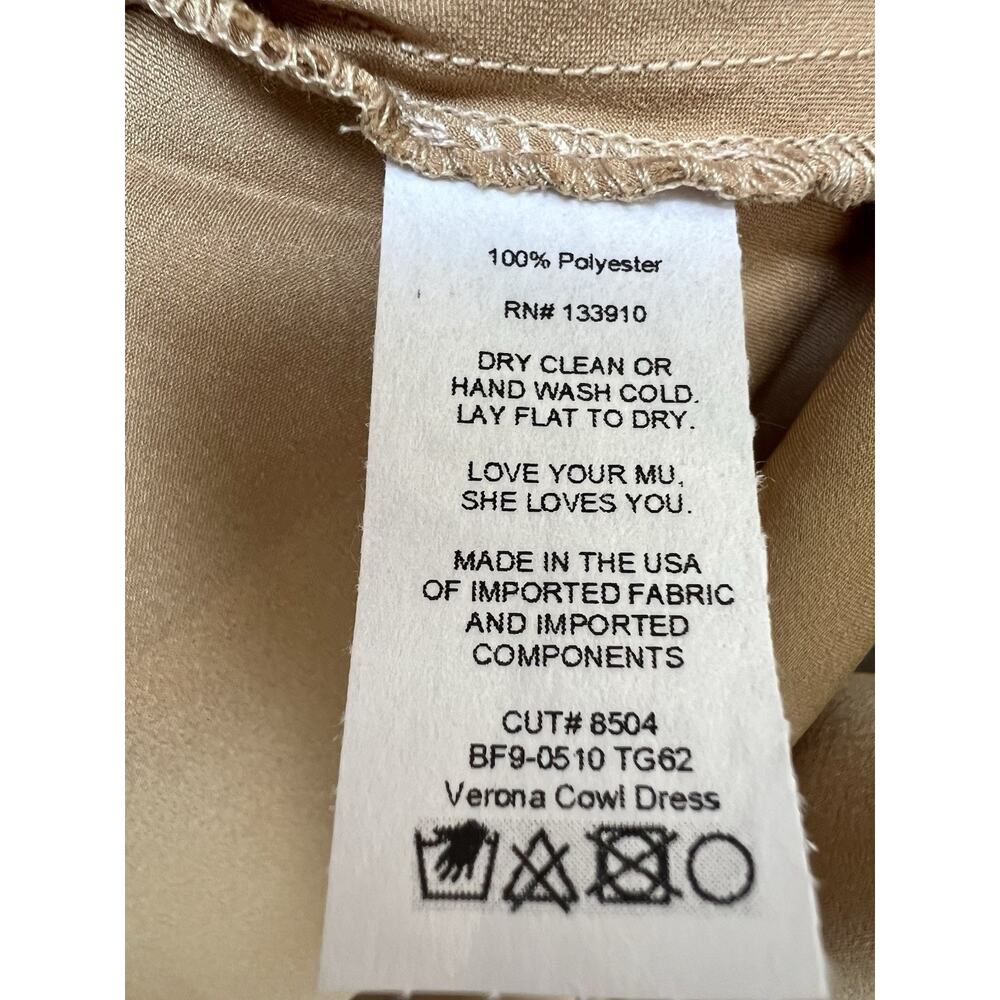 100% Polyester
RN# 133910
DRY CLEAN OR
HAND WASH COLD.
LAY FLAT TO DRY.
LOVE YOUR MU,
SHE LOVES YOU.
MADE IN THE USA
OF IMPORTED FABRIC
AND IMPORTED
COMPONENTS
CUT# 8504
BF9-0510 TG62
Verona Cowl Dress